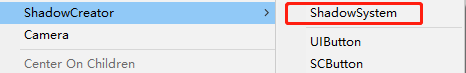 ShadowCreator > ShadowSystem
Camera UIButton
Center On Children SCButton